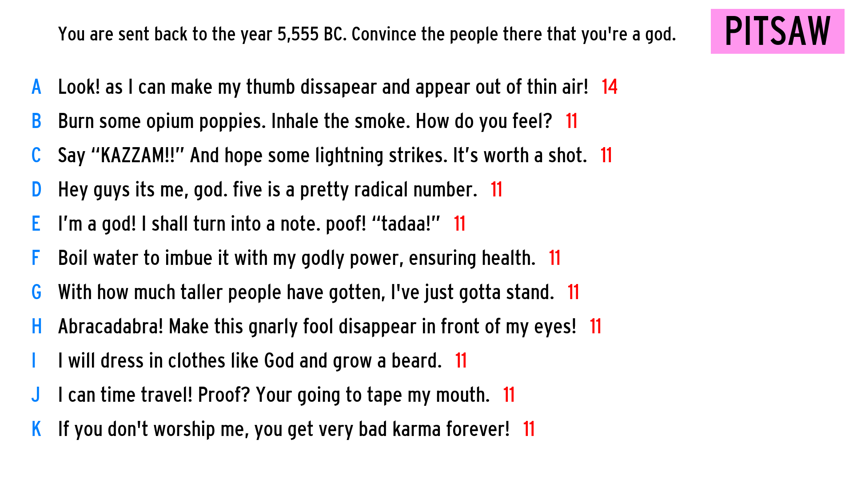 You are sent back to the year 5,555 BC. Convince the people there that you're a god.
PITSAW
A Look! as I can make my thumb dissapear and appear out of thin air! 14
B Burn some opium poppies. Inhale the smoke. How do you feel? 11
C Say “KAZZAM!!” And hope some lightning strikes. It’s worth a shot. 11
D Hey guys its me, god. five is a pretty radical number. 11
E I’m a god! I shall turn into a note. poof! “tadaa!” 11
F Boil water to imbue it with my godly power, ensuring health. 11
G With how much taller people have gotten, I've just gotta stand. 11
H Abracadabra! Make this gnarly fool disappear in front of my eyes! 11
I I will dress in clothes like God and grow a beard. 11
J I can time travel! Proof? Your going to tape my mouth. 11
K If you don't worship me, you get very bad karma forever! 11